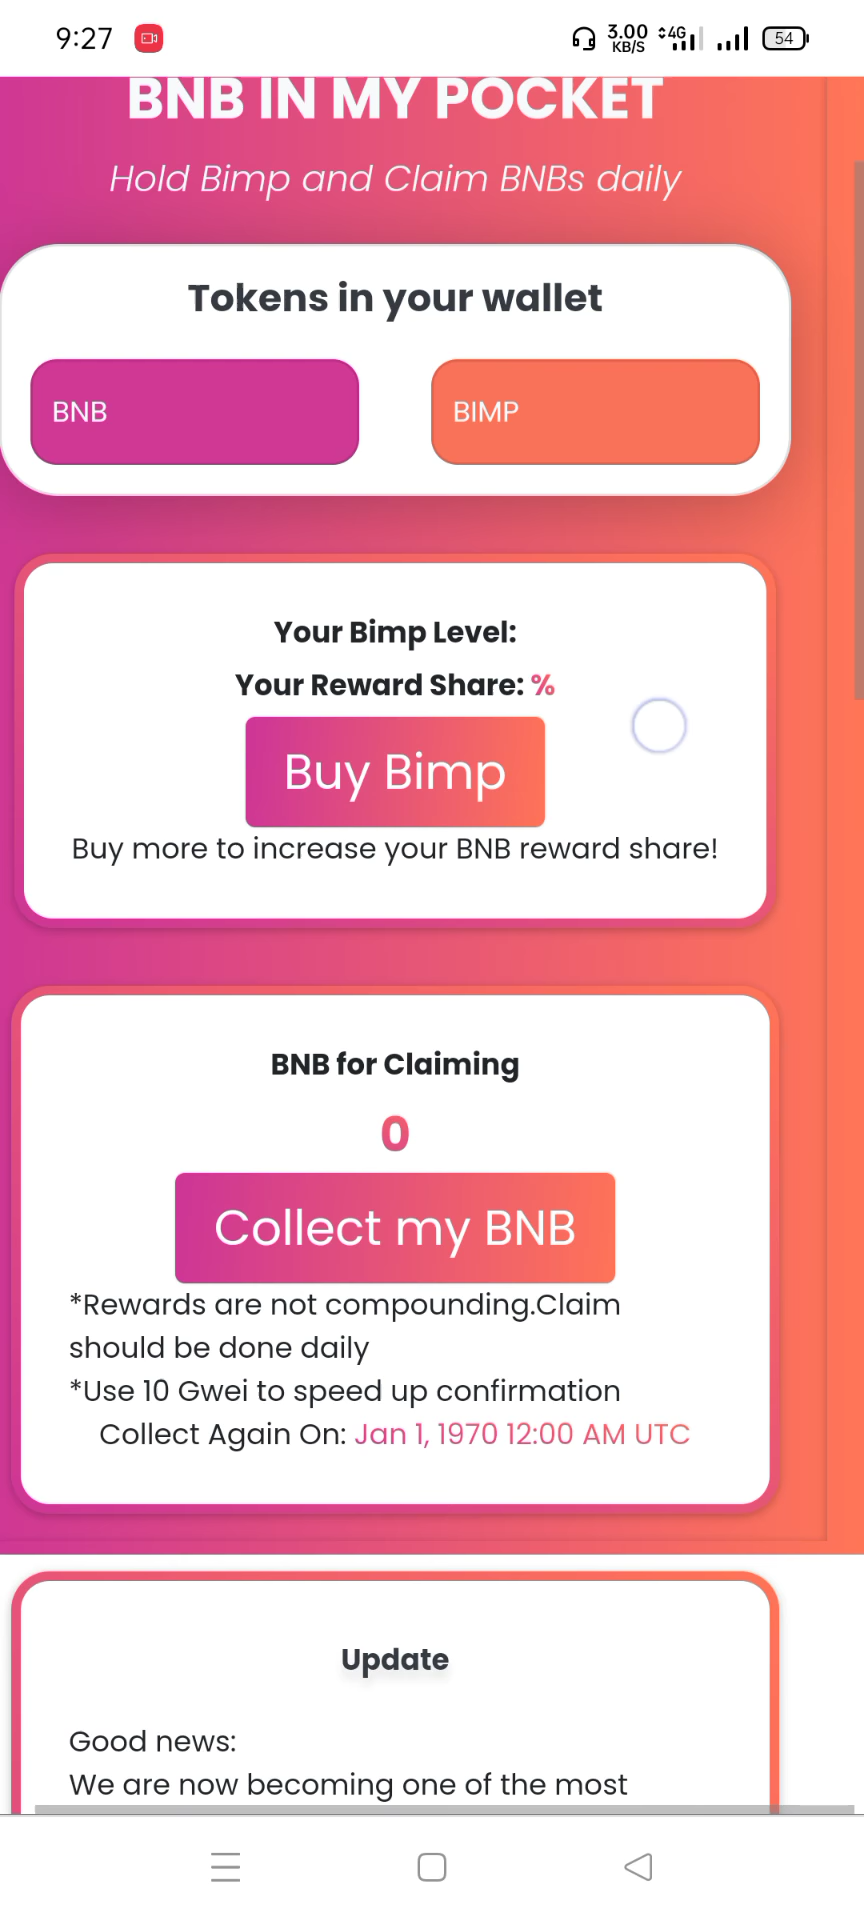 9:27
3.00 KB/S
4G
54
BNB IN MY POCKET
Hold Bimp and Claim BNBs daily
Tokens in your wallet
BNB
BIMP
Your Bimp Level:
Your Reward Share: %
Buy Bimp
Buy more to increase your BNB reward share!
BNB for Claiming
0
Collect my BNB
*Rewards are not compounding.Claim
should be done daily
*Use 10 Gwei to speed up confirmation
Collect Again On: Jan 1, 1970 12:00 AM UTC
Update
Good news:
We are now becoming one of the most